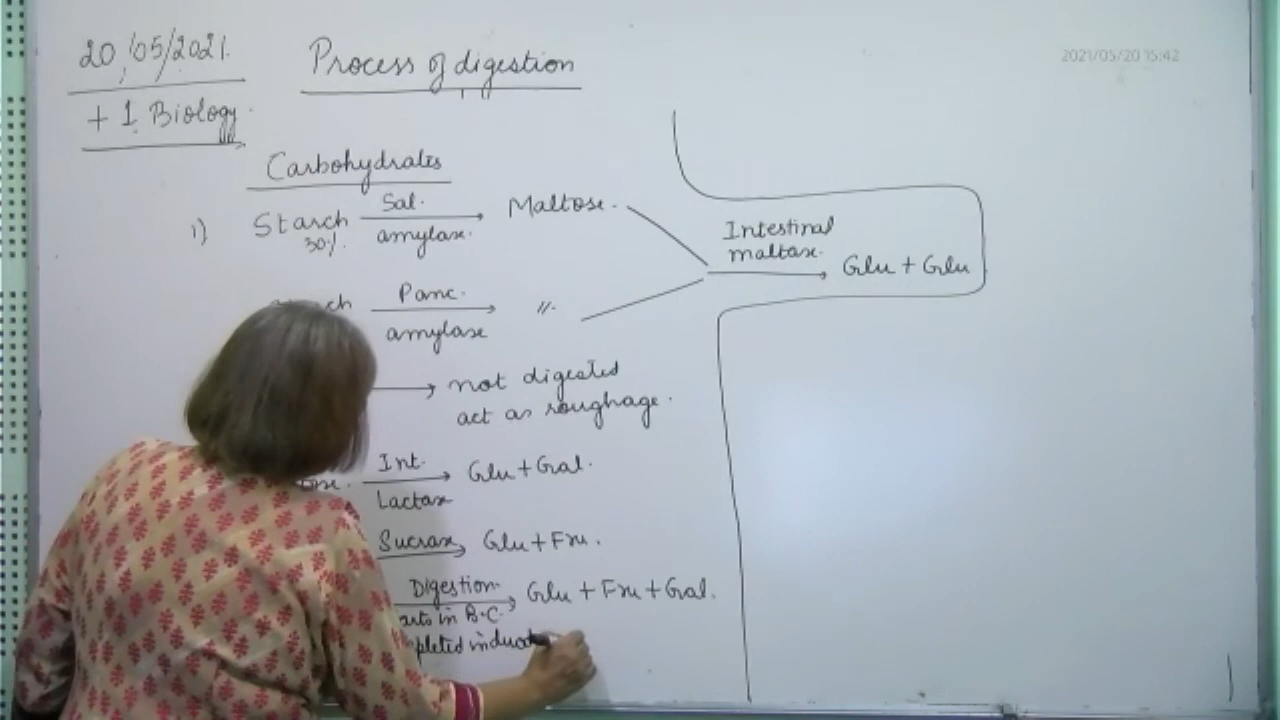 20/05/2021.
+ 1 Biology.
Process of digestion
2021/05/20 15:42
Carbohydrates
1) Starch 30%. Sal. amylase. Maltose.
Intestinal maltase. Glu + Glu
Panc. amylase 〃
not digested
act as roughage.
Int. Lactase Glu + Gal.
Sucrase Glu + Fru.
Digestion Glu + Fru + Gal.
in B.C.